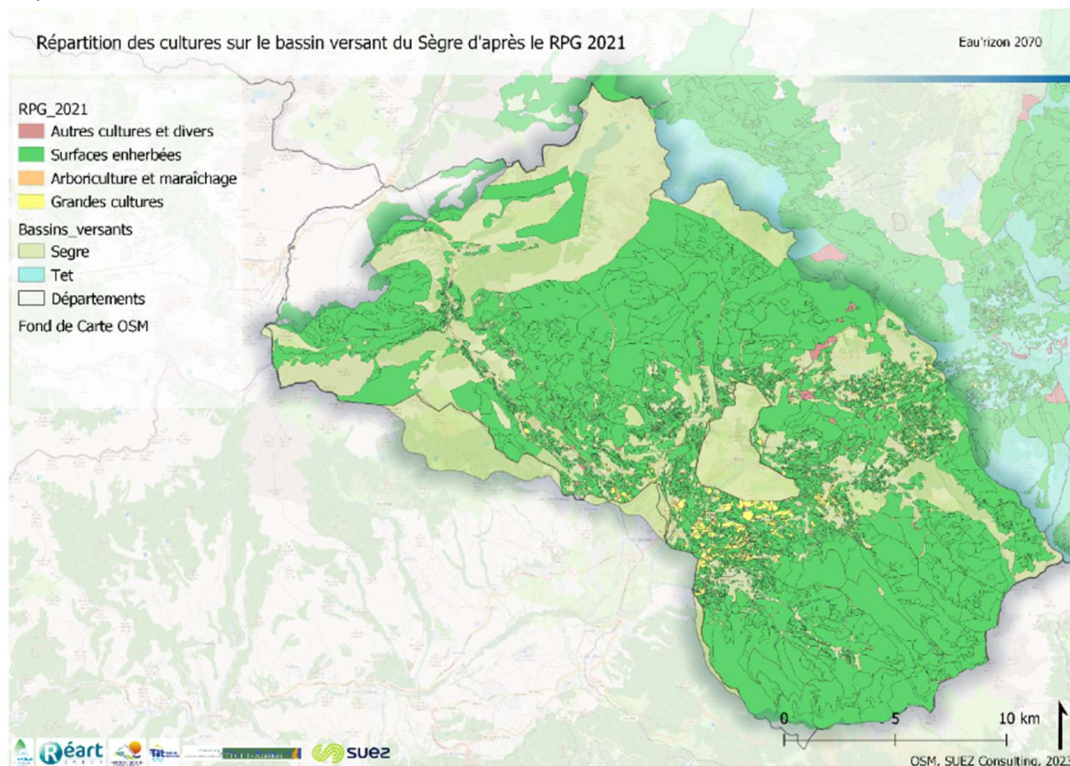 Répartition des cultures sur le bassin versant du Sègre d'après le RPG 2021
Eau'rizon 2070
RPG_2021
Autres cultures et divers
Surfaces enherbées
Arboriculture et maraîchage
Grandes cultures
Bassins_versants
Segre
Tet
Départements
Fond de Carte OSM
0 5 10 km
Réart
Têt
suez
OSM, SUEZ Consulting, 2023